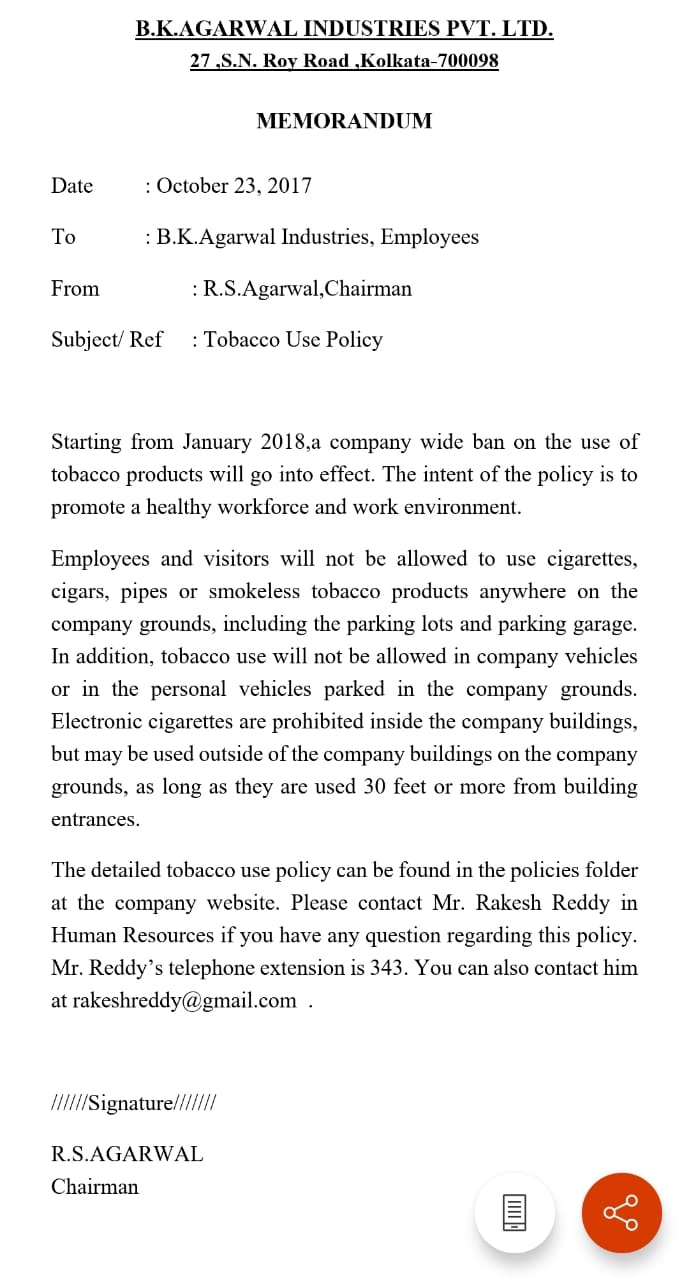 B.K.AGARWAL INDUSTRIES PVT. LTD.
27 ,S.N. Roy Road ,Kolkata-700098
MEMORANDUM
Date : October 23, 2017
To : B.K.Agarwal Industries, Employees
From : R.S.Agarwal,Chairman
Subject/ Ref : Tobacco Use Policy
Starting from January 2018,a company wide ban on the use of
tobacco products will go into effect. The intent of the policy is to
promote a healthy workforce and work environment.
Employees and visitors will not be allowed to use cigarettes,
cigars, pipes or smokeless tobacco products anywhere on the
company grounds, including the parking lots and parking garage.
In addition, tobacco use will not be allowed in company vehicles
or in the personal vehicles parked in the company grounds.
Electronic cigarettes are prohibited inside the company buildings,
but may be used outside of the company buildings on the company
grounds, as long as they are used 30 feet or more from building
entrances.
The detailed tobacco use policy can be found in the policies folder
at the company website. Please contact Mr. Rakesh Reddy in
Human Resources if you have any question regarding this policy.
Mr. Reddy’s telephone extension is 343. You can also contact him
at rakeshreddy@gmail.com .
//////Signature///////
R.S.AGARWAL
Chairman